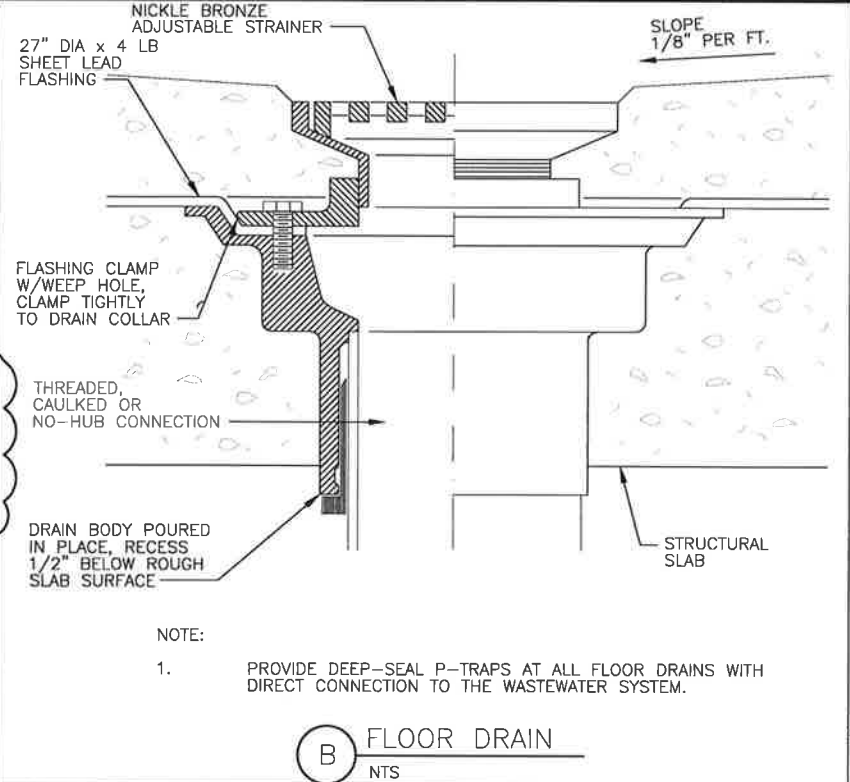 NICKLE BRONZE
ADJUSTABLE STRAINER
SLOPE
1/8" PER FT.
27" DIA x 4 LB
SHEET LEAD
FLASHING
FLASHING CLAMP
W/WEEP HOLE,
CLAMP TIGHTLY
TO DRAIN COLLAR
THREADED,
CAULKED OR
NO-HUB CONNECTION
DRAIN BODY POURED
IN PLACE, RECESS
1/2" BELOW ROUGH
SLAB SURFACE
STRUCTURAL
SLAB
NOTE:
1. PROVIDE DEEP-SEAL P-TRAPS AT ALL FLOOR DRAINS WITH
DIRECT CONNECTION TO THE WASTEWATER SYSTEM.
B FLOOR DRAIN
NTS